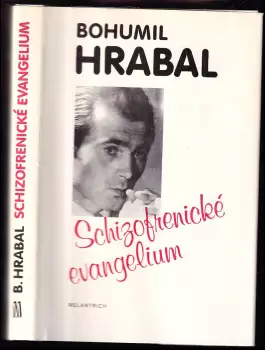 B. HRABAL SCHIZOFRENICKÉ EVANGELIUM
BOHUMIL
HRABAL
Schizofrenické
evangelium
MELANTRICH